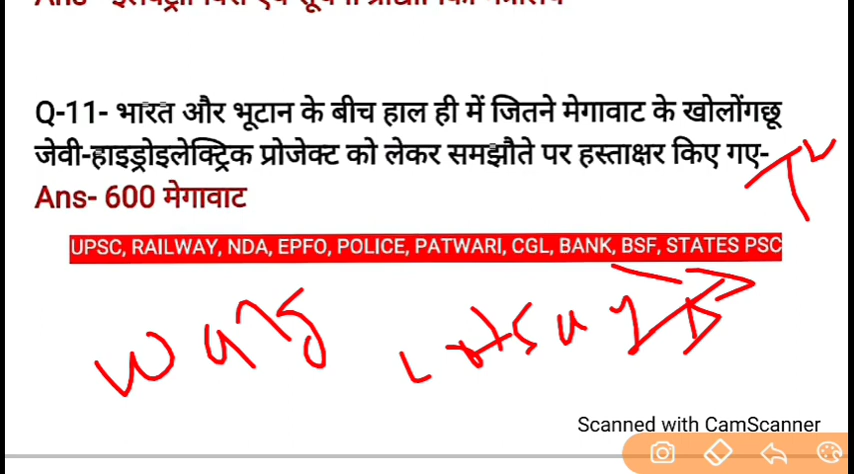 Q-11- भारत और भूटान के बीच हाल ही में जितने मेगावाट के खोलोंगछू
जेवी-हाइड्रोइलेक्ट्रिक प्रोजेक्ट को लेकर समझौते पर हस्ताक्षर किए गए-
Ans- 600 मेगावाट
UPSC, RAILWAY, NDA, EPFO, POLICE, PATWARI, CGL, BANK, BSF, STATES PSC
Scanned with CamScanner